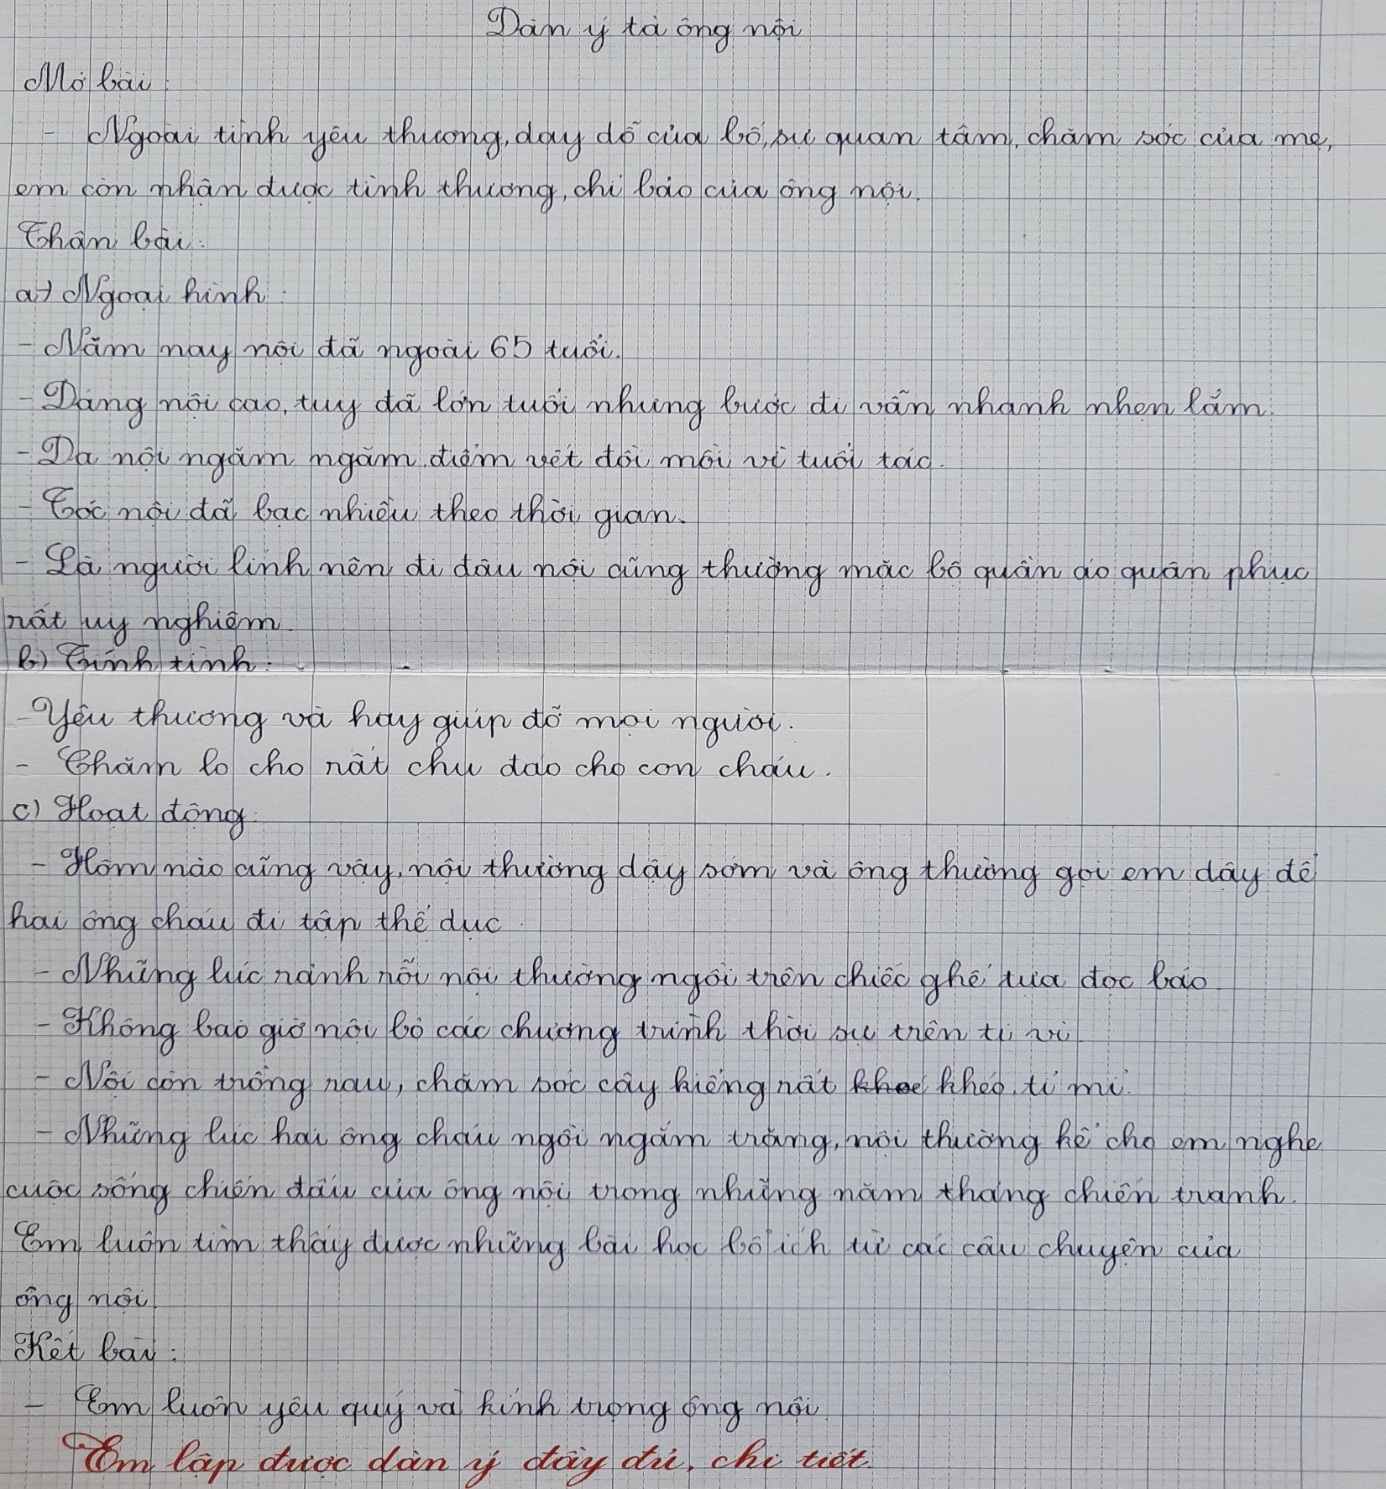 Dàn ý tả ông nội
Mở bài :
- Ngoài tình yêu thương, dạy dỗ của bố, sự quan tâm, chăm sóc của mẹ,
em còn nhận được tình thương, chỉ bảo của ông nội.
Thân bài :
a) Ngoại hình :
- Năm nay nội đã ngoài 65 tuổi.
- Dáng nội cao, tuy đã lớn tuổi nhưng bước đi vẫn nhanh nhẹn lắm.
- Da nội ngăm ngăm, điểm vết đồi mồi vì tuổi tác.
- Tóc nội đã bạc nhiều theo thời gian.
- Là người lính nên đi đâu nội cũng thường mặc bộ quần áo quân phục
rất uy nghiêm.
b) Tính tình :
- Yêu thương và hay giúp đỡ mọi người.
- Chăm lo cho rất chu đáo cho con cháu.
c) Hoạt động :
- Hôm nào cũng vậy, nội thường dậy sớm và ông thường gọi em dậy để
hai ông cháu đi tập thể dục.
- Những lúc rảnh rỗi nội thường ngồi trên chiếc ghế tựa đọc báo.
- Không bao giờ nội bỏ các chương trình thời sự trên ti vi.
- Nội còn trồng rau, chăm sóc cây kiểng rất khéo, tỉ mỉ.
- Những lúc hai ông cháu ngồi ngắm trăng, nội thường kể cho em nghe
cuộc sống chiến đấu của ông nội trong những năm tháng chiến tranh.
Em luôn tìm thấy được những bài học bổ ích từ các câu chuyện của
ông nội.
Kết bài :
- Em luôn yêu quý và kính trọng ông nội.
Em lập được dàn ý đầy đủ, chi tiết.